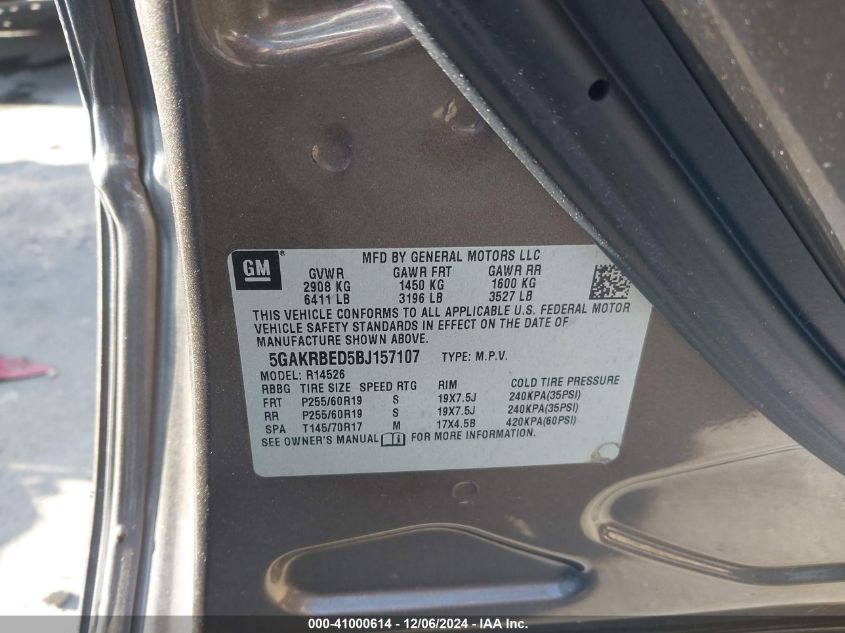 GM
MFD BY GENERAL MOTORS LLC
GVWR GAWR FRT GAWR RR
2908 KG 1450 KG 1600 KG
6411 LB 3196 LB 3527 LB
THIS VEHICLE CONFORMS TO ALL APPLICABLE U.S. FEDERAL MOTOR
VEHICLE SAFETY STANDARDS IN EFFECT ON THE DATE OF
MANUFACTURE SHOWN ABOVE.
5GAKRBED5BJ157107 TYPE: M.P.V.
MODEL: R14526
RBBG TIRE SIZE SPEED RTG RIM COLD TIRE PRESSURE
FRT P255/60R19 S 19X7.5J 240KPA(35PSI)
RR P255/60R19 S 19X7.5J 240KPA(35PSI)
SPA T145/70R17 M 17X4.5B 420KPA(60PSI)
SEE OWNER'S MANUAL FOR MORE INFORMATION.
000-41000614 - 12/06/2024 - IAA Inc.